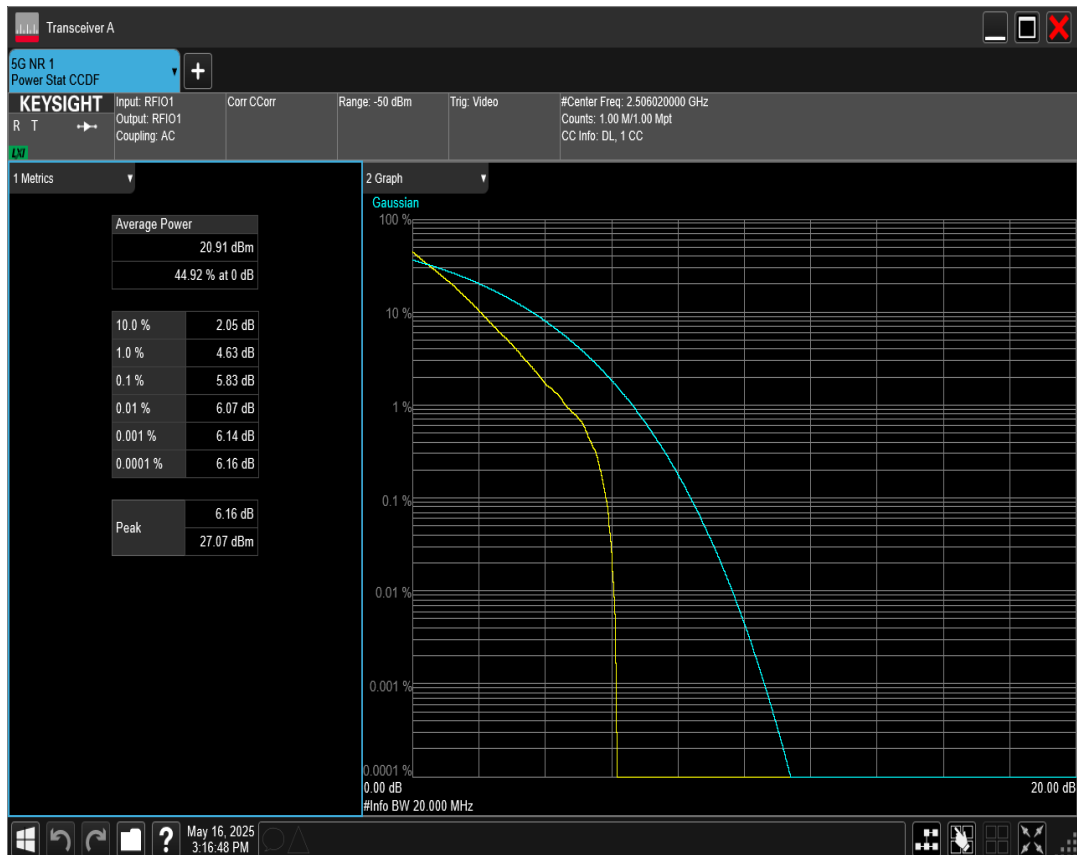 Transceiver A
5G NR 1
Power Stat CCDF
+
KEYSIGHT
R T
LXI
Input: RFIO1
Output: RFIO1
Coupling: AC
Corr CCorr
Range: -50 dBm
Trig: Video
#Center Freq: 2.506020000 GHz
Counts: 1.00 M/1.00 Mpt
CC Info: DL, 1 CC
1 Metrics
Average Power
20.91 dBm
44.92 % at 0 dB
10.0 % 2.05 dB
1.0 % 4.63 dB
0.1 % 5.83 dB
0.01 % 6.07 dB
0.001 % 6.14 dB
0.0001 % 6.16 dB
Peak
6.16 dB
27.07 dBm
2 Graph
Gaussian
100 %
10 %
1 %
0.1 %
0.01 %
0.001 %
0.0001 %
0.00 dB 20.00 dB
#Info BW 20.000 MHz
?
May 16, 2025
3:16:48 PM